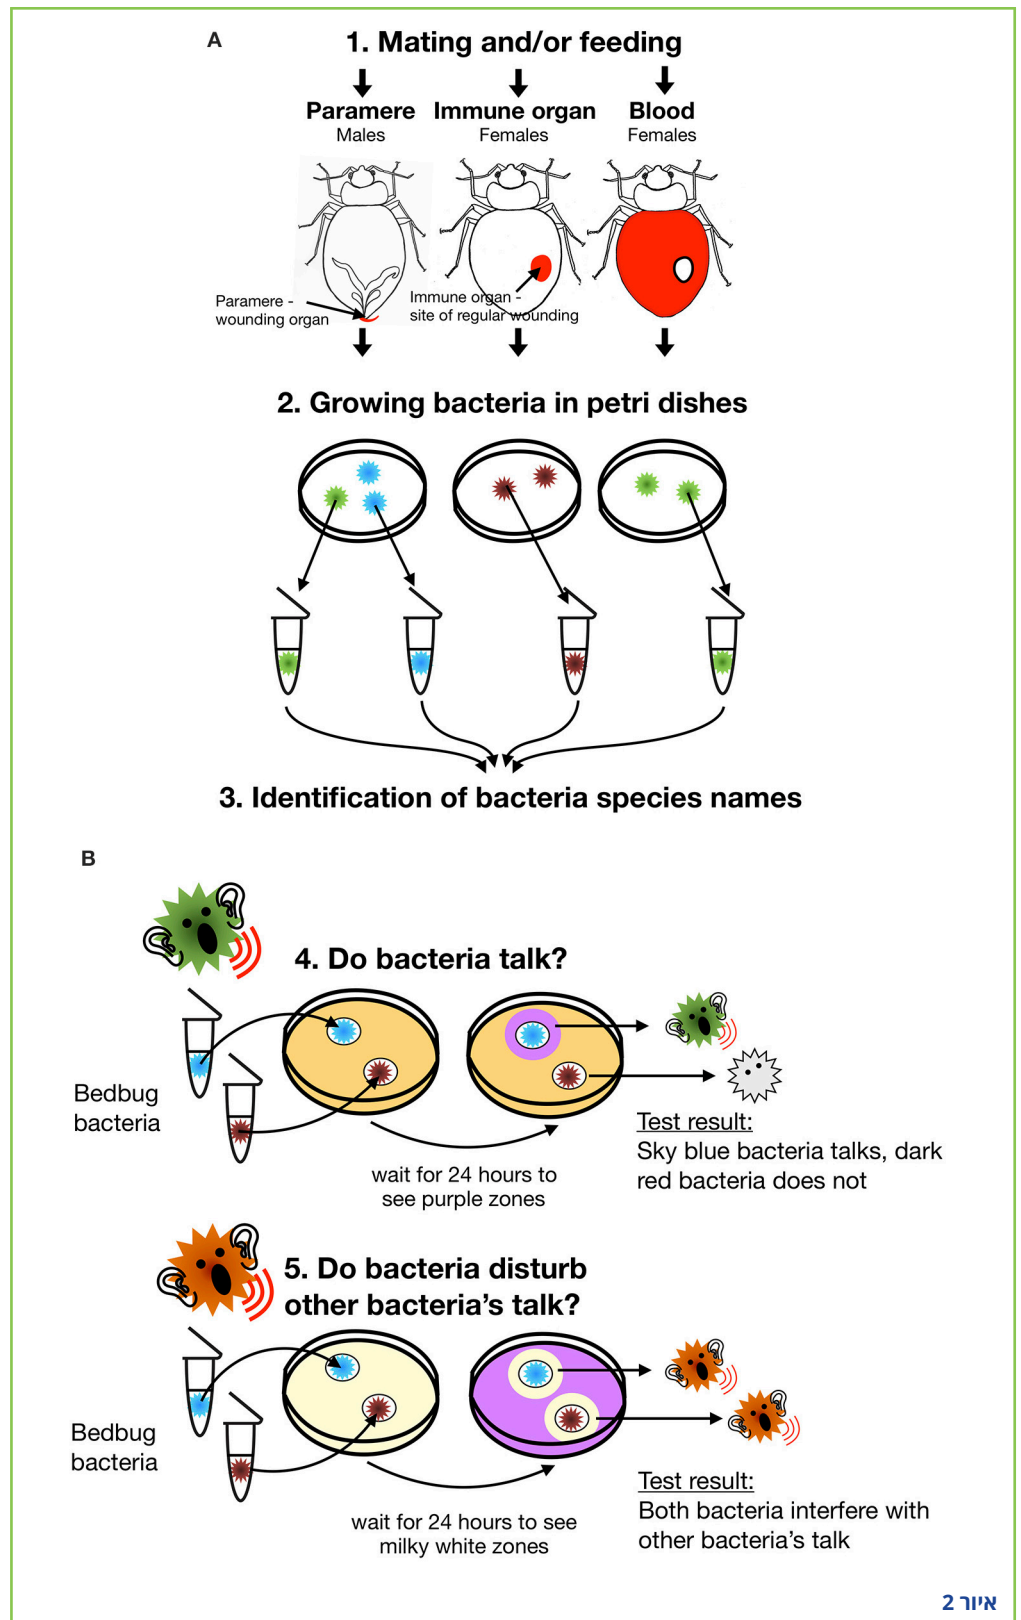 A
1. Mating and/or feeding
Paramere
Males
Immune organ
Females
Blood
Females
Paramere -
wounding organ
Immune organ -
site of regular wounding
2. Growing bacteria in petri dishes
3. Identification of bacteria species names
B
4. Do bacteria talk?
Bedbug
bacteria
wait for 24 hours to
see purple zones
Test result:
Sky blue bacteria talks, dark
red bacteria does not
5. Do bacteria disturb
other bacteria's talk?
Bedbug
bacteria
wait for 24 hours to see
milky white zones
Test result:
Both bacteria interfere with
other bacteria's talk
איור 2